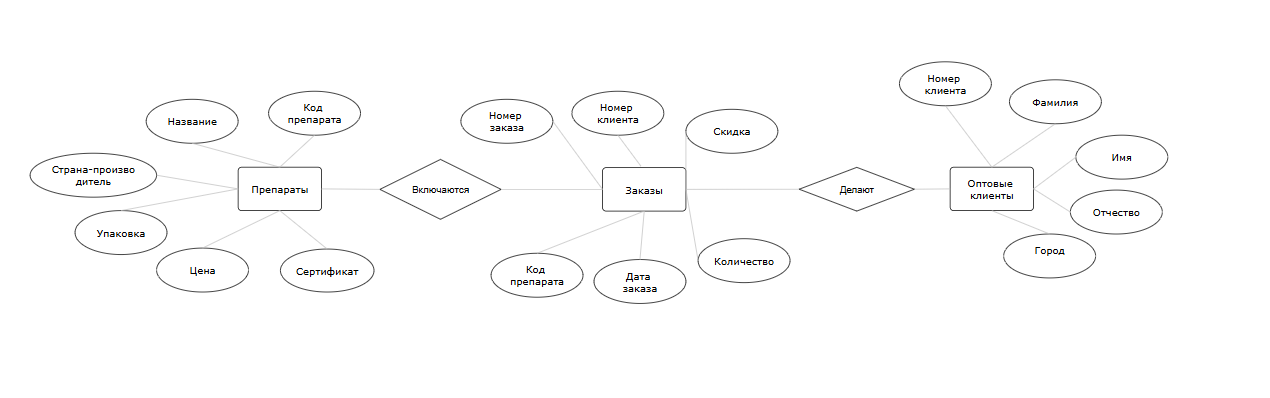 Название
Код
препарата
Страна-произво
дитель
Препараты
Упаковка
Цена
Сертификат
Включаются
Номер
заказа
Номер
клиента
Скидка
Заказы
Код
препарата
Дата
заказа
Количество
Делают
Номер
клиента
Фамилия
Имя
Оптовые
клиенты
Отчество
Город